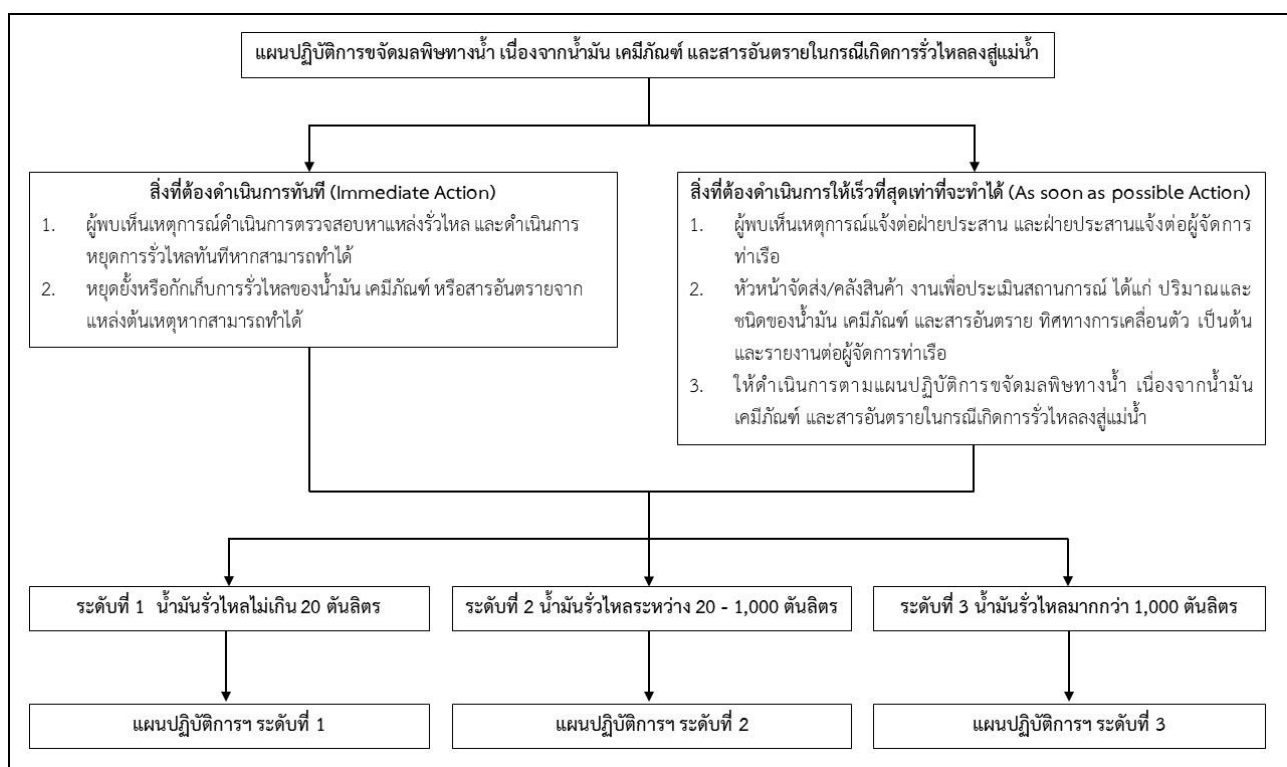 แผนปฏิบัติการขจัดมลพิษทางน้ำ เนื่องจากน้ำมัน เคมีภัณฑ์ และสารอันตรายในกรณีเกิดการรั่วไหลลงสู่แม่น้ำ
สิ่งที่ต้องดำเนินการทันที (Immediate Action)
1. ผู้พบเห็นเหตุการณ์ดำเนินการตรวจสอบหาแหล่งรั่วไหล และดำเนินการ
หยุดการรั่วไหลทันทีหากสามารถทำได้
2. หยุดยั้งหรือกักเก็บการรั่วไหลของน้ำมัน เคมีภัณฑ์ หรือสารอันตรายจาก
แหล่งต้นเหตุหากสามารถทำได้
สิ่งที่ต้องดำเนินการให้เร็วที่สุดเท่าที่จะทำได้ (As soon as possible Action)
1. ผู้พบเห็นเหตุการณ์แจ้งต่อฝ่ายประสาน และฝ่ายประสานแจ้งต่อผู้จัดการ
ท่าเรือ
2. หัวหน้าจัดส่ง/คลังสินค้า งานเพื่อประเมินสถานการณ์ ได้แก่ ปริมาณและ
ชนิดของน้ำมัน เคมีภัณฑ์ และสารอันตราย ทิศทางการเคลื่อนตัว เป็นต้น
และรายงานต่อผู้จัดการท่าเรือ
3. ให้ดำเนินการตามแผนปฏิบัติการขจัดมลพิษทางน้ำ เนื่องจากน้ำมัน
เคมีภัณฑ์ และสารอันตรายในกรณีเกิดการรั่วไหลลงสู่แม่น้ำ
ระดับที่ 1 น้ำมันรั่วไหลไม่เกิน 20 ตันลิตร
ระดับที่ 2 น้ำมันรั่วไหลระหว่าง 20 - 1,000 ตันลิตร
ระดับที่ 3 น้ำมันรั่วไหลมากกว่า 1,000 ตันลิตร
แผนปฏิบัติการฯ ระดับที่ 1
แผนปฏิบัติการฯ ระดับที่ 2
แผนปฏิบัติการฯ ระดับที่ 3